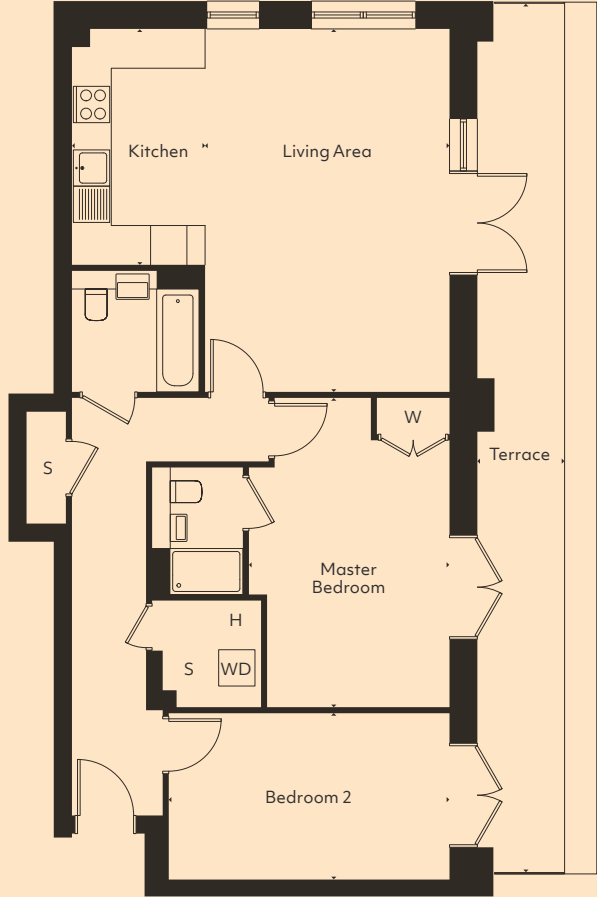 Kitchen
Living Area
W
S
Terrace
Master
Bedroom
H
S
WD
Bedroom 2